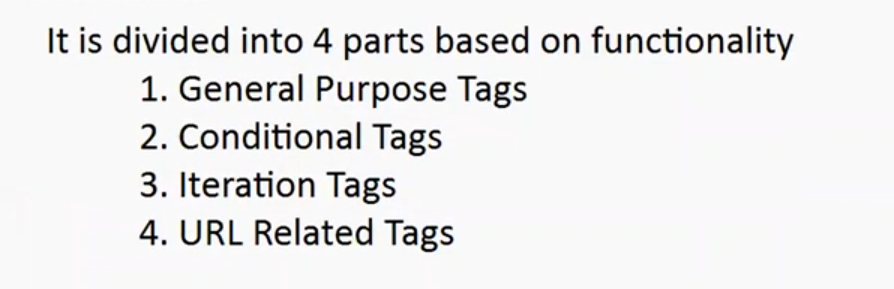 It is divided into 4 parts based on functionality
1. General Purpose Tags
2. Conditional Tags
3. Iteration Tags
4. URL Related Tags